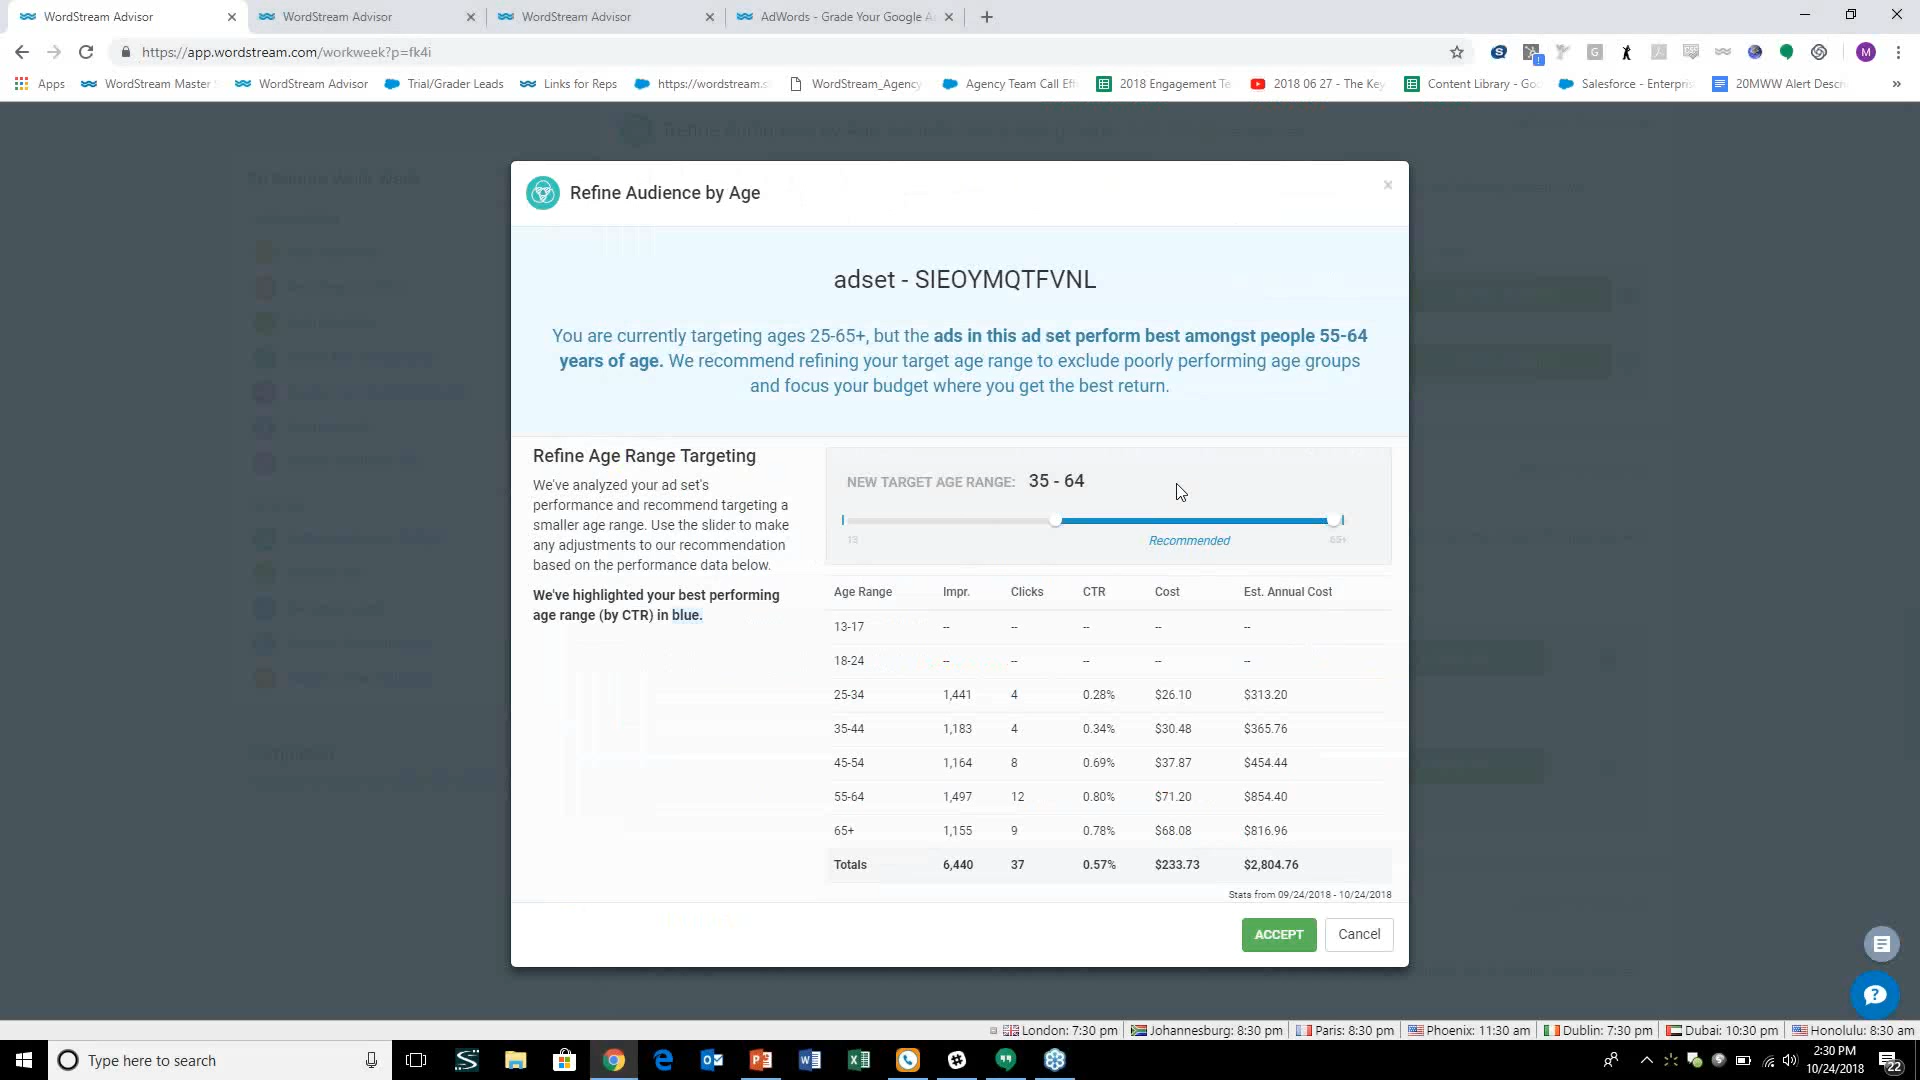 WordStream Advisor
WordStream Advisor
WordStream Advisor
AdWords - Grade Your Google A
https://app.wordstream.com/workweek?p=fk4i
Apps
WordStream Master
WordStream Advisor
Trial/Grader Leads
Links for Reps
https://wordstream.s
WordStream_Agency
Agency Team Call Eff
2018 Engagement Te
2018 06 27 - The Key
Content Library - Go
Salesforce - Enterpris
20MWW Alert Descr
Refine Audience by Age
×
adset - SIEOYMQTFVNL
You are currently targeting ages 25-65+, but the ads in this ad set perform best amongst people 55-64
years of age. We recommend refining your target age range to exclude poorly performing age groups
and focus your budget where you get the best return.
Refine Age Range Targeting
We've analyzed your ad set's
performance and recommend targeting a
smaller age range. Use the slider to make
any adjustments to our recommendation
based on the performance data below.
We've highlighted your best performing
age range (by CTR) in blue.
NEW TARGET AGE RANGE: 35 - 64
13 Recommended 65+
Age Range Impr. Clicks CTR Cost Est. Annual Cost
13-17 -- -- -- -- --
18-24 -- -- -- -- --
25-34 1,441 4 0.28% $26.10 $313.20
35-44 1,183 4 0.34% $30.48 $365.76
45-54 1,164 8 0.69% $37.87 $454.44
55-64 1,497 12 0.80% $71.20 $854.40
65+ 1,155 9 0.78% $68.08 $816.96
Totals 6,440 37 0.57% $233.73 $2,804.76
Stats from 09/24/2018 - 10/24/2018
ACCEPT Cancel
London: 7:30 pm Johannesburg: 8:30 pm Paris: 8:30 pm Phoenix: 11:30 am Dublin: 7:30 pm Dubai: 10:30 pm Honolulu: 8:30 am
Type here to search
2:30 PM
10/24/2018
22